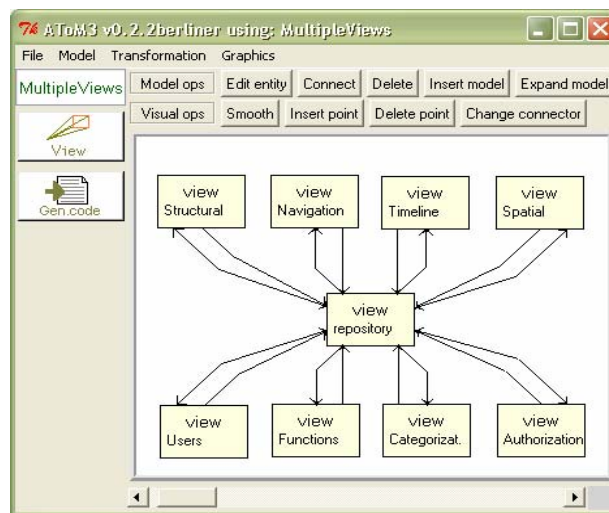 AToM3 v0.2.2berliner using: MultipleViews
File Model Transformation Graphics
MultipleViews
Model ops Edit entity Connect Delete Insert model Expand model
Visual ops Smooth Insert point Delete point Change connector
View
Gen.code
view
Structural
view
Navigation
view
Timeline
view
Spatial
view
repository
view
Users
view
Functions
view
Categorizat.
view
Authorization